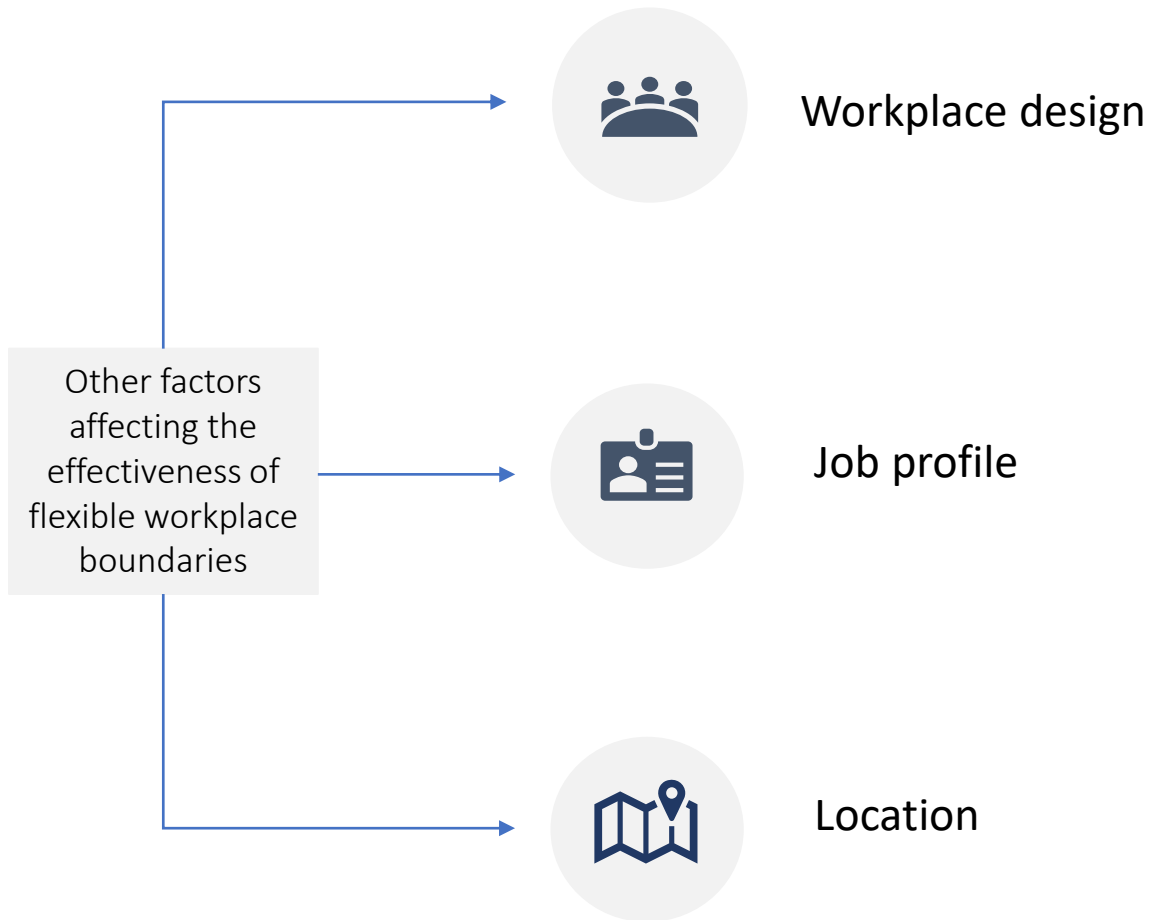 Workplace design
Other factors
affecting the
effectiveness of
flexible workplace
boundaries
Job profile
Location